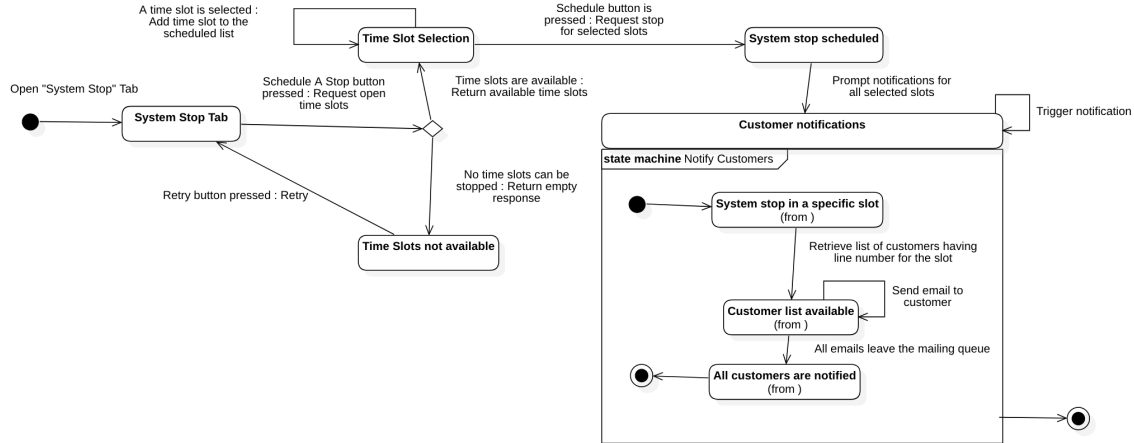 A time slot is selected :
Add time slot to the
scheduled list
Time Slot Selection
Schedule button is
pressed : Request stop
for selected slots
System stop scheduled
Open "System Stop" Tab
System Stop Tab
Schedule A Stop button
pressed : Request open
time slots
Time slots are available :
Return available time slots
Prompt notifications for
all selected slots
Customer notifications
Trigger notification
state machine Notify Customers
No time slots can be
stopped : Return empty
response
Retry button pressed : Retry
Time Slots not available
System stop in a specific slot
(from )
Retrieve list of customers having
line number for the slot
Customer list available
(from )
Send email to
customer
All emails leave the mailing queue
All customers are notified
(from )